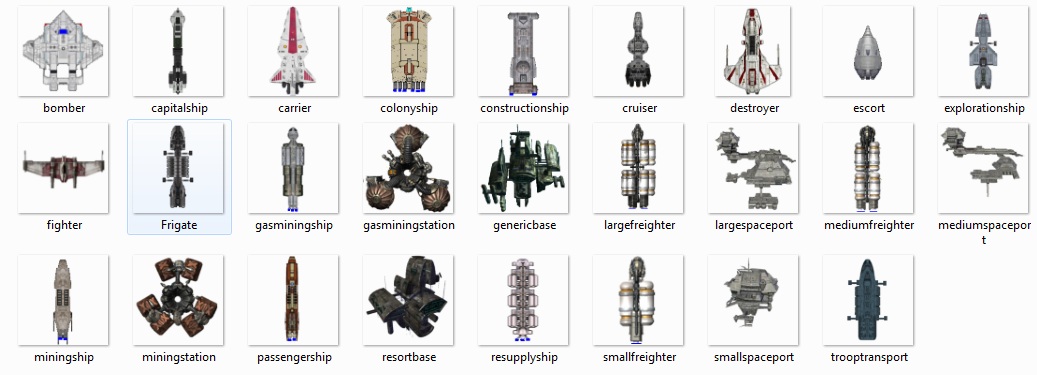 bomber
capitalship
carrier
colonyship
constructionship
cruiser
destroyer
escort
explorationship
fighter
Frigate
gasminingship
gasminingstation
genericbase
largefreighter
largespaceport
mediumfreighter
mediumspacepor
t
miningship
miningstation
passengership
resortbase
resupplyship
smallfreighter
smallspaceport
trooptransport